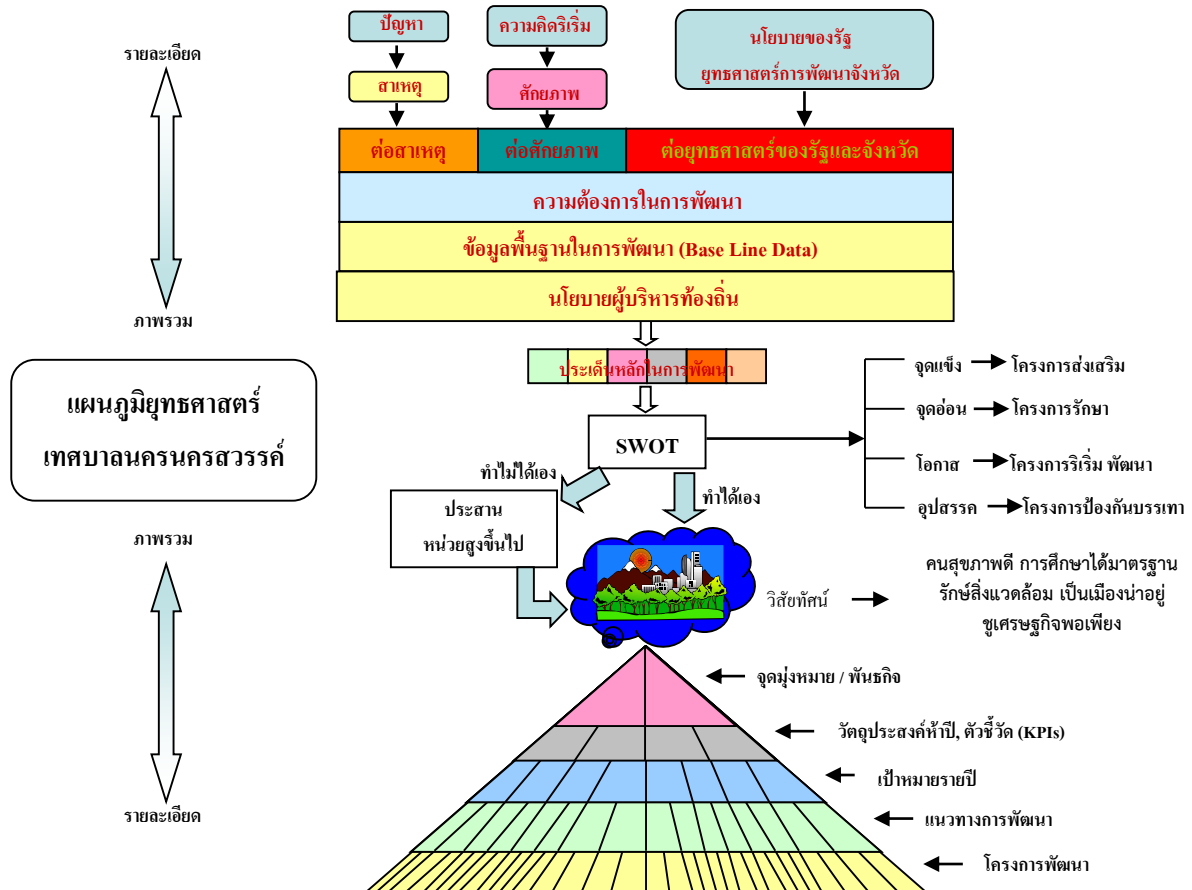 ปัญหา
ความคิดริเริ่ม
นโยบายของรัฐ
ยุทธศาสตร์การพัฒนาจังหวัด
รายละเอียด
สาเหตุ
ศักยภาพ
ต่อสาเหตุ
ต่อศักยภาพ
ต่อยุทธศาสตร์ของรัฐและจังหวัด
ความต้องการในการพัฒนา
ข้อมูลพื้นฐานในการพัฒนา (Base Line Data)
นโยบายผู้บริหารท้องถิ่น
ภาพรวม
ประเด็นหลักในการพัฒนา
แผนภูมิยุทธศาสตร์
เทศบาลนครนครสวรรค์
SWOT
จุดแข็ง
โครงการส่งเสริม
จุดอ่อน
โครงการรักษา
โอกาส
โครงการริเริ่ม พัฒนา
อุปสรรค
โครงการป้องกันบรรเทา
ทำไม่ได้เอง
ทำได้เอง
ประสาน
หน่วยสูงขึ้นไป
ภาพรวม
วิสัยทัศน์
คนสุขภาพดี การศึกษาได้มาตรฐาน
รักษ์สิ่งแวดล้อม เป็นเมืองน่าอยู่
ชูเศรษฐกิจพอเพียง
จุดมุ่งหมาย / พันธกิจ
วัตถุประสงค์ห้าปี, ตัวชี้วัด (KPIs)
เป้าหมายรายปี
แนวทางการพัฒนา
โครงการพัฒนา
รายละเอียด